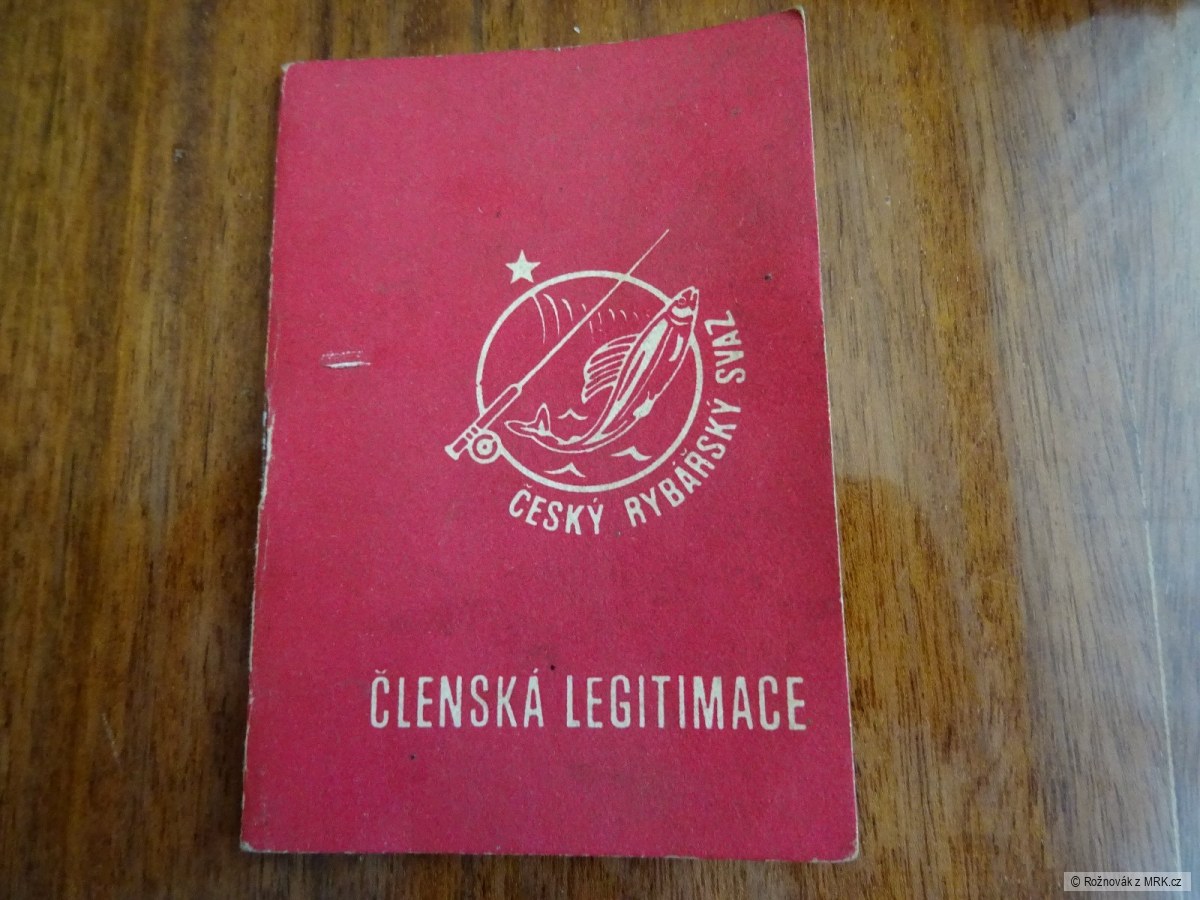 ČESKÝ RYBÁŘSKÝ SVAZ
ČLENSKÁ LEGITIMACE
© Rožnovák z MRK.cz